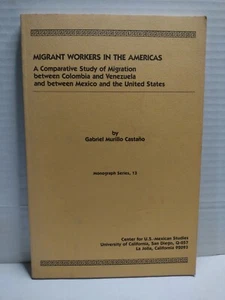 MIGRANT WORKERS IN THE AMERICAS
A Comparative Study of Migration
between Colombia and Venezuela
and between Mexico and the United States
by
Gabriel Murillo Castaño
Monograph Series, 13
Center for U.S.-Mexican Studies
University of California, San Diego, Q-057
La Jolla, California 92093